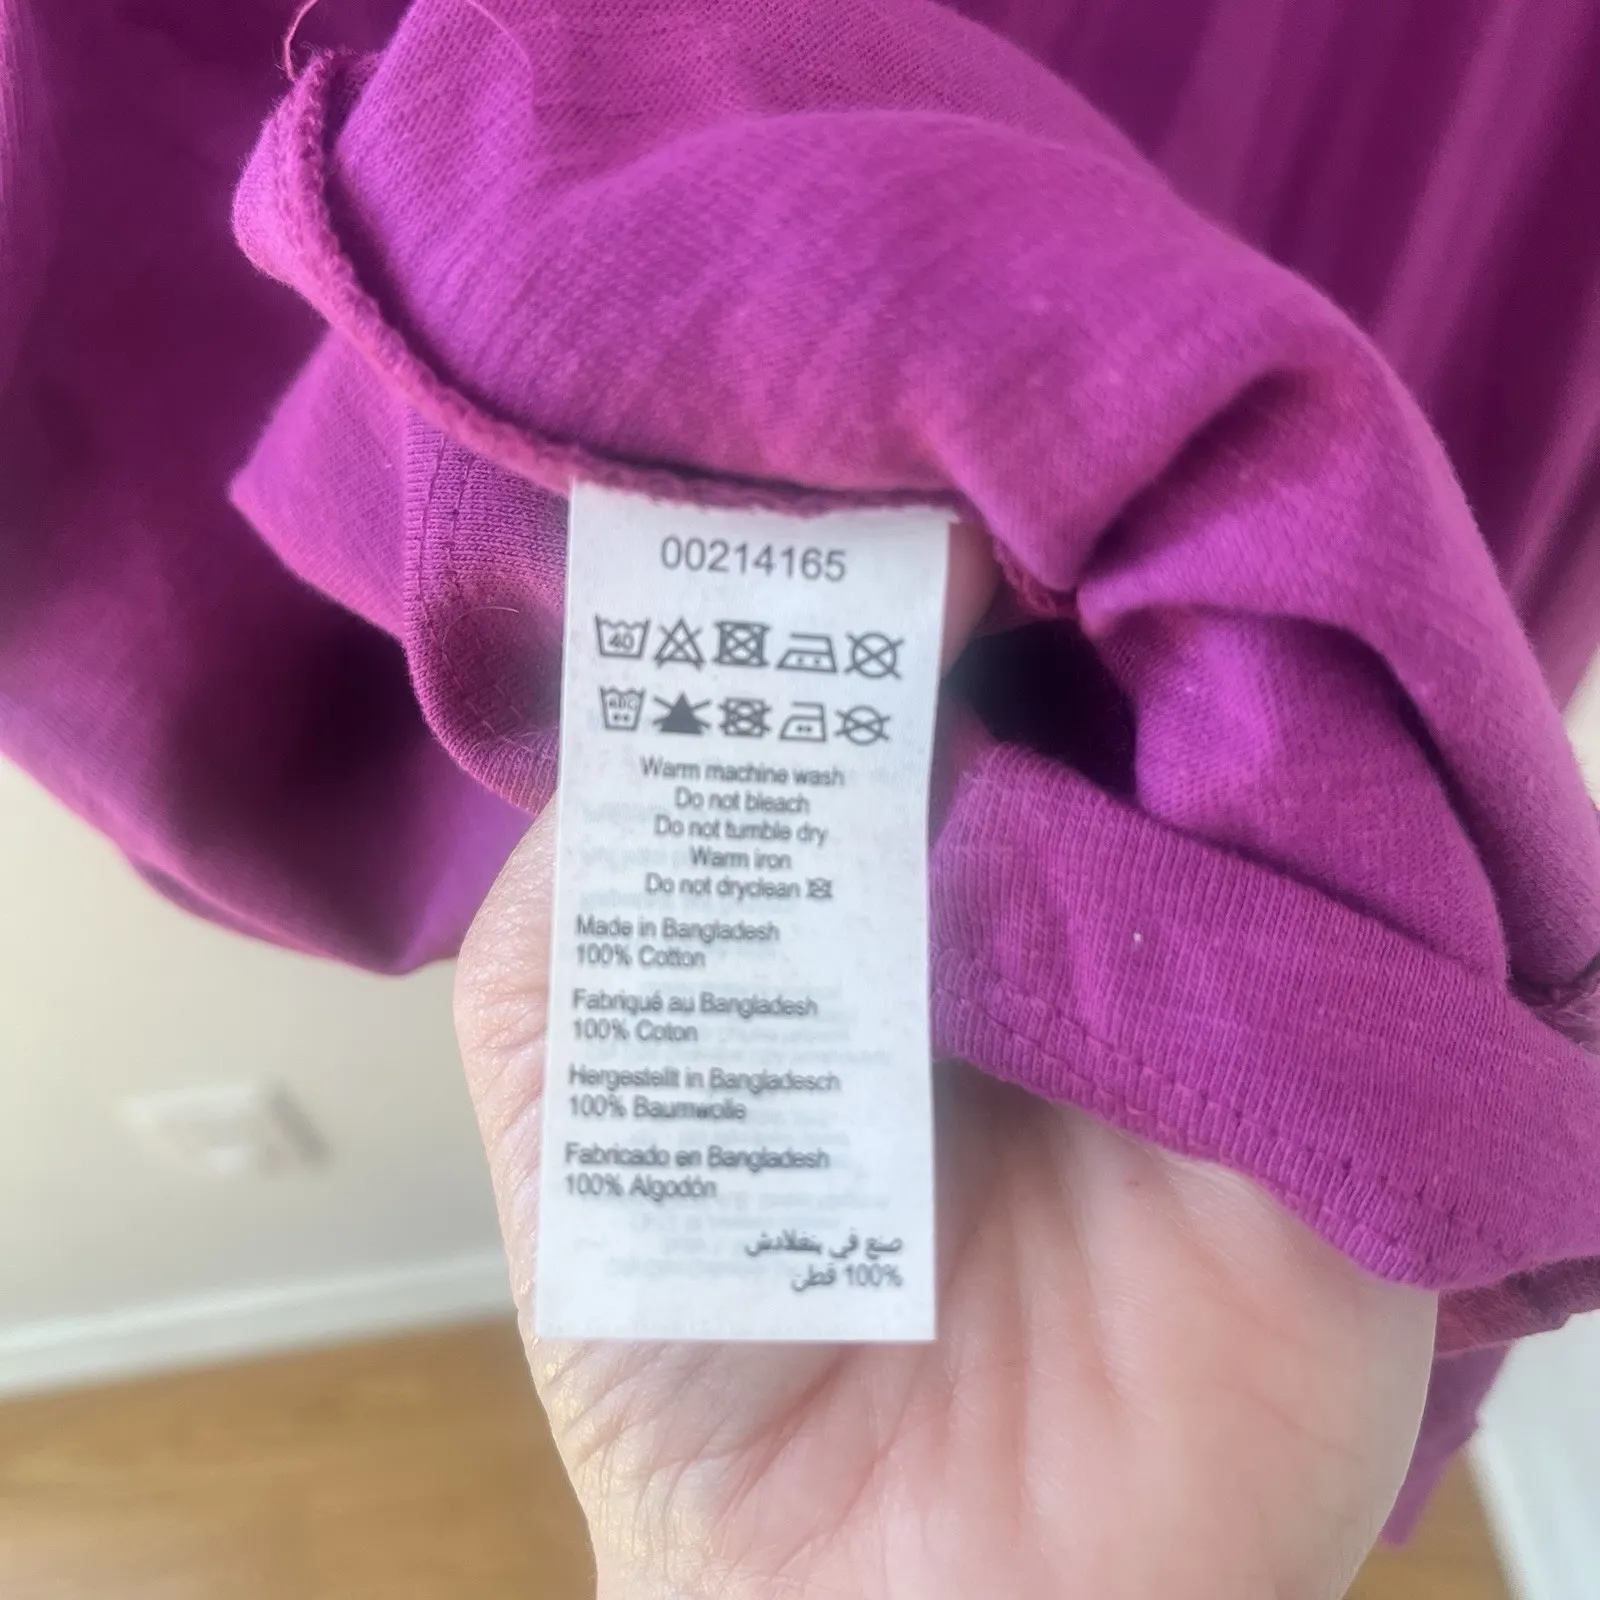 00214165
40
ABC
Warm machine wash
Do not bleach
Do not tumble dry
Warm iron
Do not dryclean
Made in Bangladesh
100% Cotton
Fabriqué au Bangladesh
100% Coton
Hergestellt in Bangladesch
100% Baumwolle
Fabricado en Bangladesh
100% Algodón
صنع في بنغلادش
100% قطن